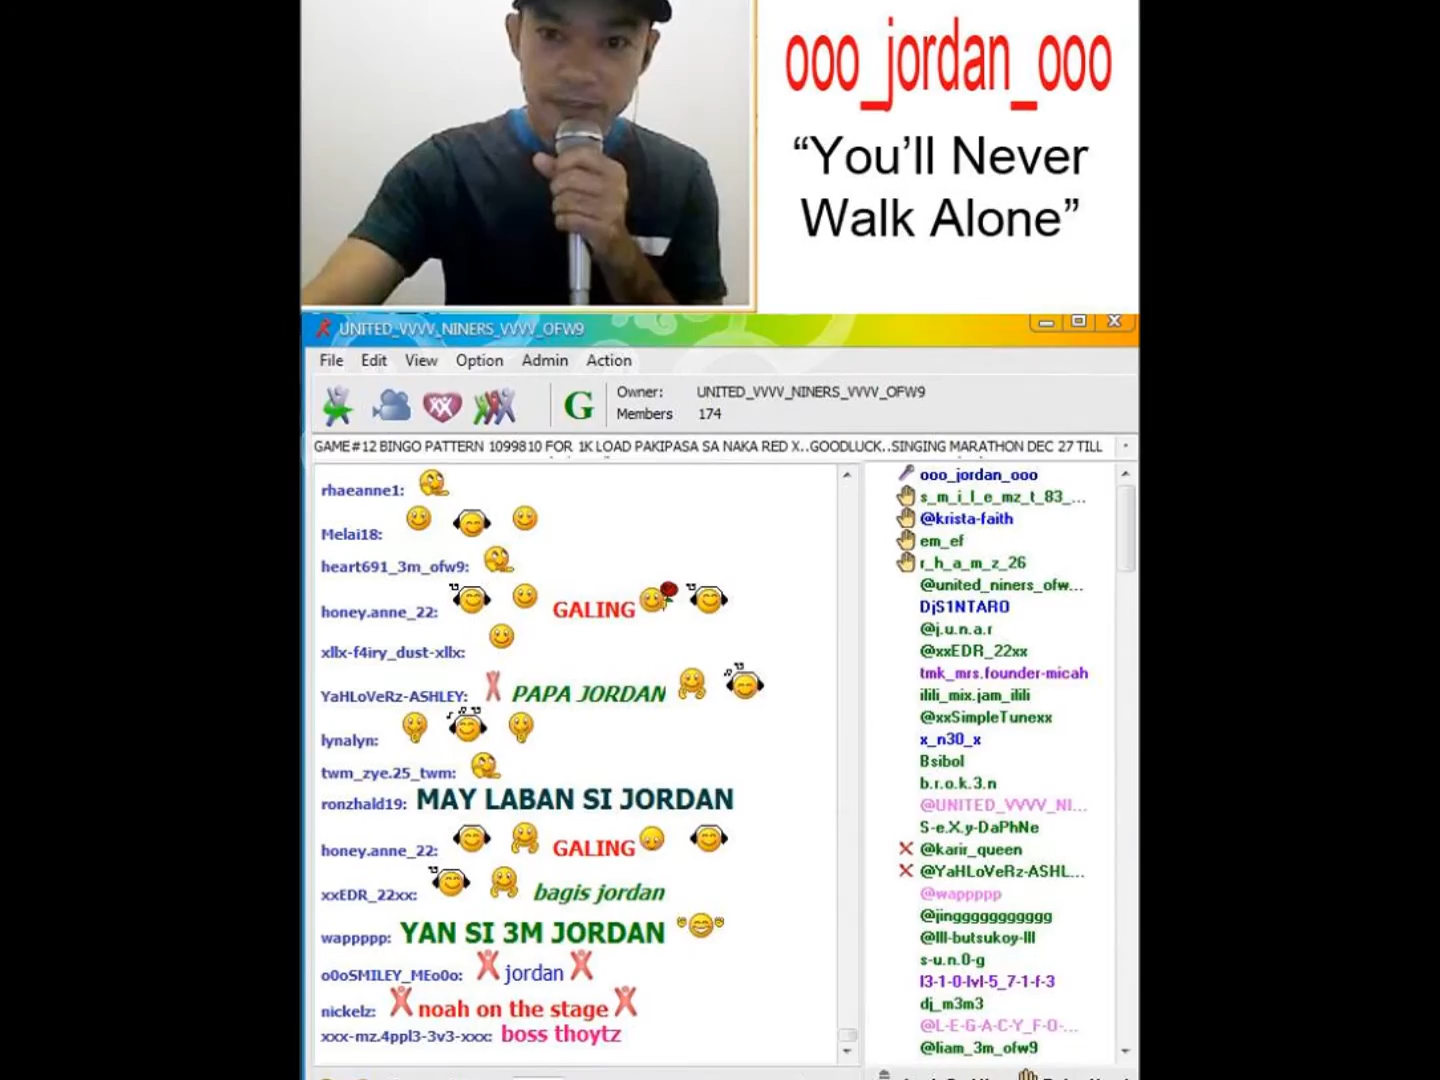 ooo_jordan_ooo
“You’ll Never
Walk Alone”
UNITED_VVVV_NINERS_VVVV_OFW9
File Edit View Option Admin Action
G
Owner: UNITED_VVVV_NINERS_VVVV_OFW9
Members 174
GAME#12 BINGO PATTERN 1099810 FOR 1K LOAD PAKIPASA SA NAKA RED X..GOODLUCK..SINGING MARATHON DEC 27 TILL
rhaeanne1:
Melai18:
heart691_3m_ofw9:
honey.anne_22: GALING
xllx-f4iry_dust-xllx:
YaHLoVeRz-ASHLEY: PAPA JORDAN
lynalyn:
twm_zye.25_twm:
ronzhald19: MAY LABAN SI JORDAN
honey.anne_22: GALING
xxEDR_22xx: bagis jordan
wappppp: YAN SI 3M JORDAN
o0oSMILEY_MEo0o: jordan
nickelz: noah on the stage
xxx-mz.4ppl3-3v3-xxx: boss thoytz
ooo_jordan_ooo
s_m_i_l_e_mz_t_83_...
@krista-faith
em_ef
r_h_a_m_z_26
@united_niners_ofw...
DjS1NTARO
@j.u.n.a.r
@xxEDR_22xx
tmk_mrs.founder-micah
ilili_mix.jam_ilili
@xxSimpleTunexx
x_n30_x
Bsibol
b.r.o.k.3.n
@UNITED_VVVV_NI...
S-e.X.y-DaPhNe
@karir_queen
@YaHLoVeRz-ASHL...
@wappppp
@jinggggggggggg
@lll-butsukoy-lll
s-u.n.0-g
l3-1-0-lvl-5_7-1-f-3
dj_m3m3
@L-E-G-A-C-Y_F-O-...
@liam_3m_ofw9